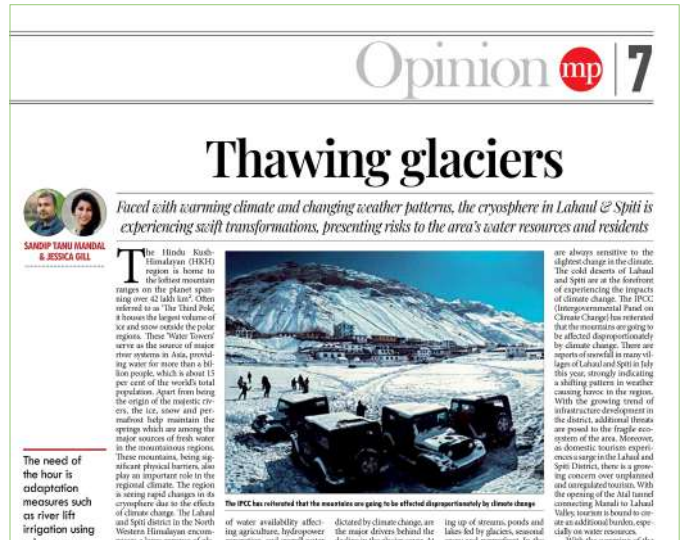 Opinion mp 7
Thawing glaciers
Faced with warming climate and changing weather patterns, the cryosphere in Lahaul & Spiti is
experiencing swift transformations, presenting risks to the area's water resources and residents
SANDIP TANU MANDAL
& JESSICA GILL
The Hindu Kush-
Himalayan (HKH)
region is home to
the loftiest mountain
ranges on the planet span-
ning over 42 lakh km². Often
referred to as 'The Third Pole',
it houses the largest volume of
ice and snow outside the polar
regions. These 'Water Towers'
serve as the source of major
river systems in Asia, provid-
ing water for more than a bil-
lion people, which is about 15
per cent of the world's total
population. Apart from being
the origin of the majestic riv-
ers, the ice, snow and per-
mafrost help maintain the
springs which are among the
major sources of fresh water
in the mountainous regions.
These mountains, being sig-
nificant physical barriers, also
play an important role in the
regional climate. The region
is seeing rapid changes in its
cryosphere due to the effects
of climate change. The Lahaul
and Spiti district in the North
Western Himalayan encom-
The need of
the hour is
adaptation
measures such
as river lift
irrigation using
The IPCC has reiterated that the mountains are going to be affected disproportionately by climate change
of water availability affect-
ing agriculture, hydropower
dictated by climate change, are
the major drivers behind the
ing up of streams, ponds and
lakes fed by glaciers, seasonal
are always sensitive to the
slightest change in the climate.
The cold deserts of Lahaul
and Spiti are at the forefront
of experiencing the impacts
of climate change. The IPCC
(Intergovernmental Panel on
Climate Change) has reiterated
that the mountains are going to
be affected disproportionately
by climate change. There are
reports of snowfall in many vil-
lages of Lahaul and Spiti in July
this year, strongly indicating
a shifting pattern in weather
causing havoc in the region.
With the growing trend of
infrastructure development in
the district, additional threats
are posed to the fragile eco-
system of the area. Moreover,
as domestic tourism experi-
ences a surge in the Lahaul and
Spiti District, there is a grow-
ing concern over unplanned
and unregulated tourism. With
the opening of the Atal tunnel
connecting Manali to Lahaul
Valley, tourism is bound to cre-
ate an additional burden, espe-
cially on water resources.